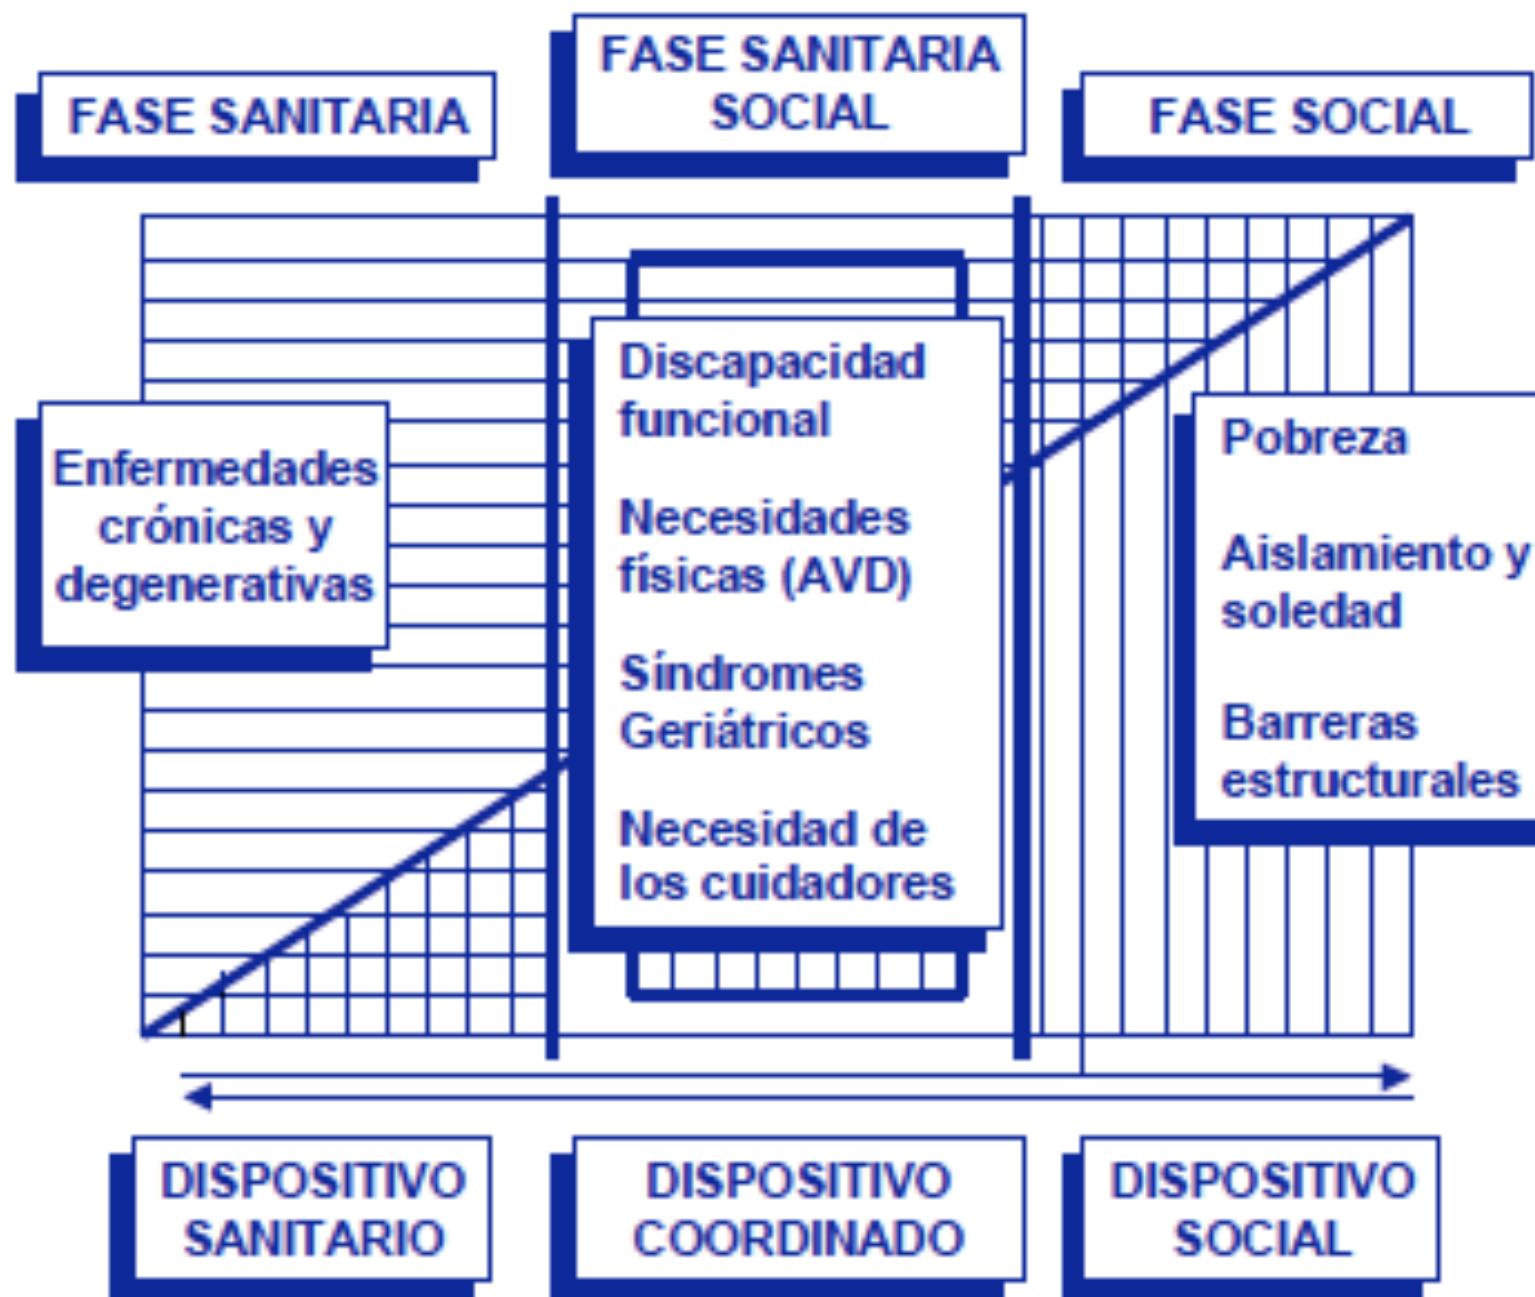 FASE SANITARIA
FASE SANITARIA
SOCIAL
FASE SOCIAL
Enfermedades
crónicas y
degenerativas
Discapacidad
funcional
Necesidades
físicas (AVD)
Síndromes
Geriátricos
Necesidad de
los cuidadores
Pobreza
Aislamiento y
soledad
Barreras
estructurales
DISPOSITIVO
SANITARIO
DISPOSITIVO
COORDINADO
DISPOSITIVO
SOCIAL